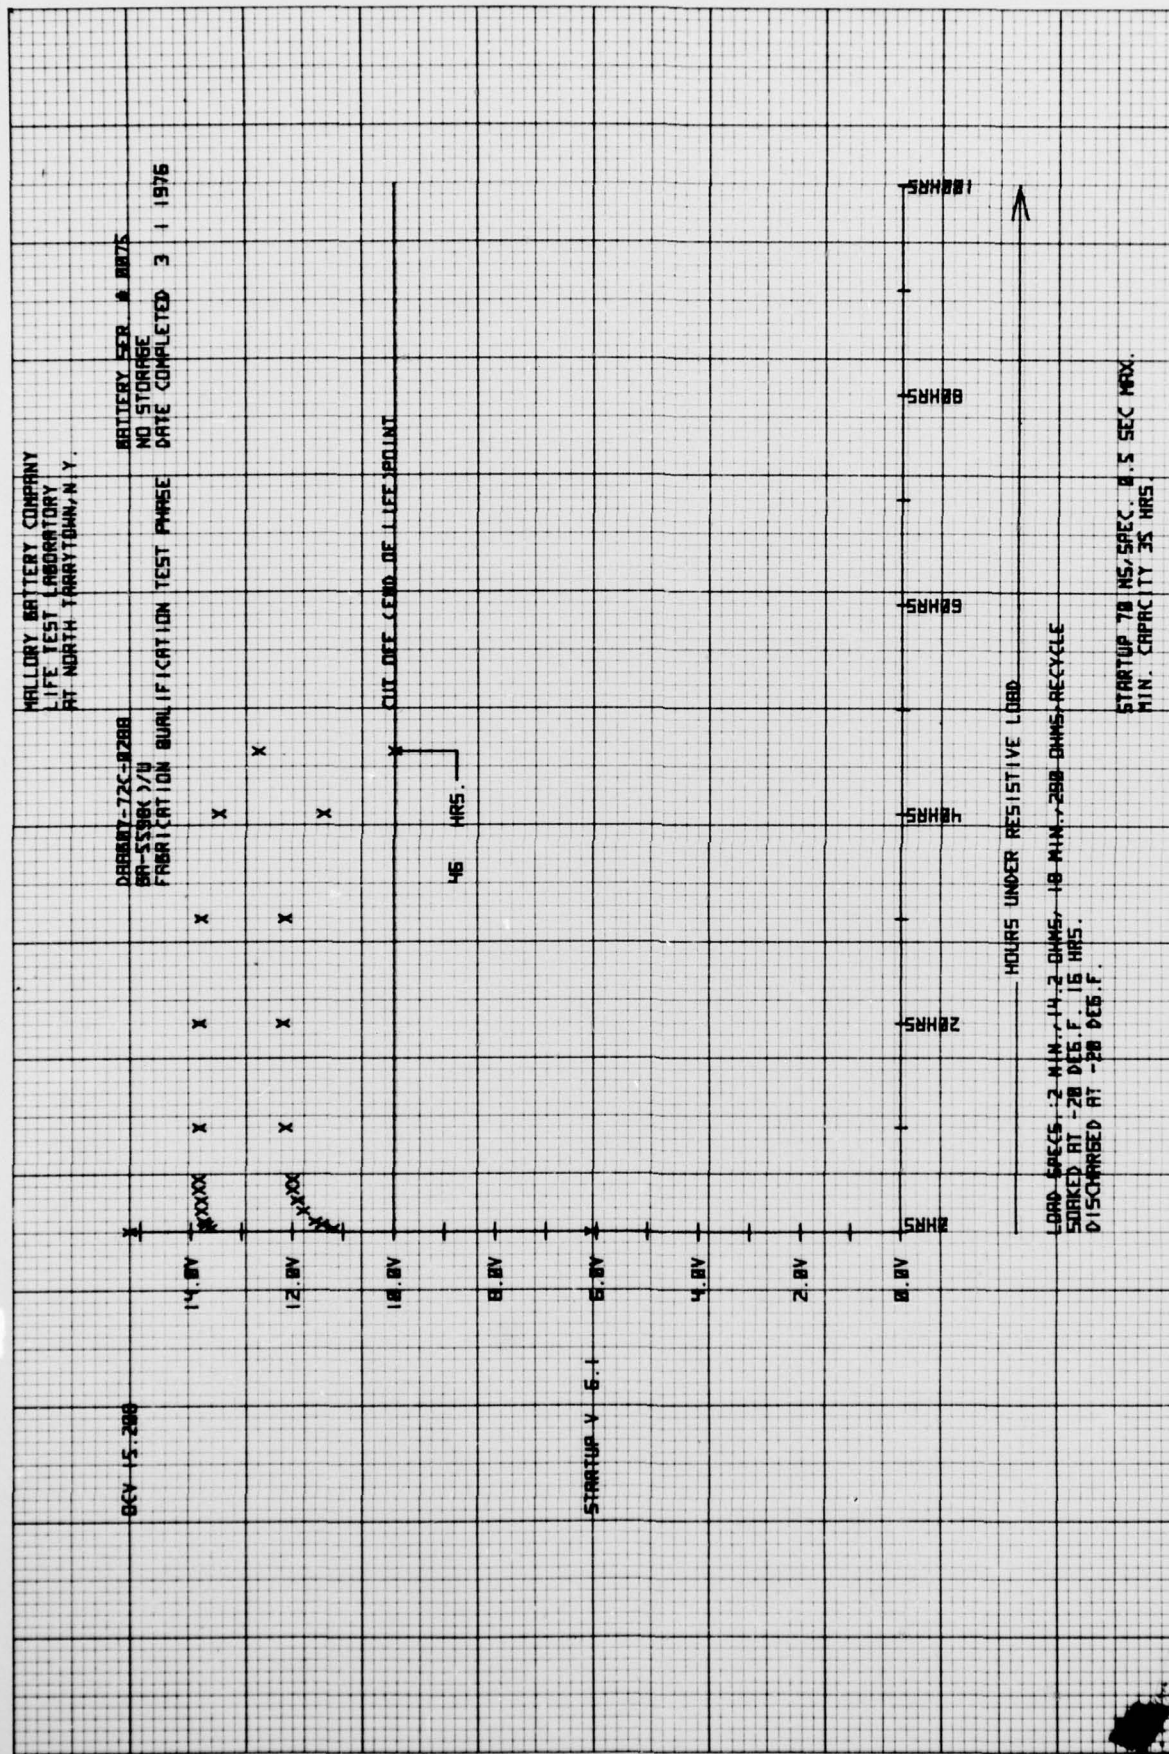 MALLORY BATTERY COMPANY
LIFE TEST LABORATORY
AT NORTH TARRYTOWN, N.Y.
DAAB07-72C-0288
BA-5598( )/U
FABRICATION QUALIFICATION TEST PHASE
BATTERY SER. # 0075
NO STORAGE
DATE COMPLETED 3 1 1976
OCV 15.200
14.0V
12.0V
10.0V
8.0V
6.0V
4.0V
2.0V
0.0V
CUT OFF (END OF LIFE)POINT
46 HRS.
STARTUP V 6.1
0HRS
20HRS
40HRS
60HRS
80HRS
100HRS
HOURS UNDER RESISTIVE LOAD
LOAD SPECS. :2 MIN./14.2 OHMS, 18 MIN./290 OHMS,RECYCLE
SOAKED AT -20 DEG.F. 16 HRS.
DISCHARGED AT -20 DEG.F.
STARTUP 70 MS/SPEC. 0.5 SEC MAX.
MIN. CAPACITY 35 HRS.